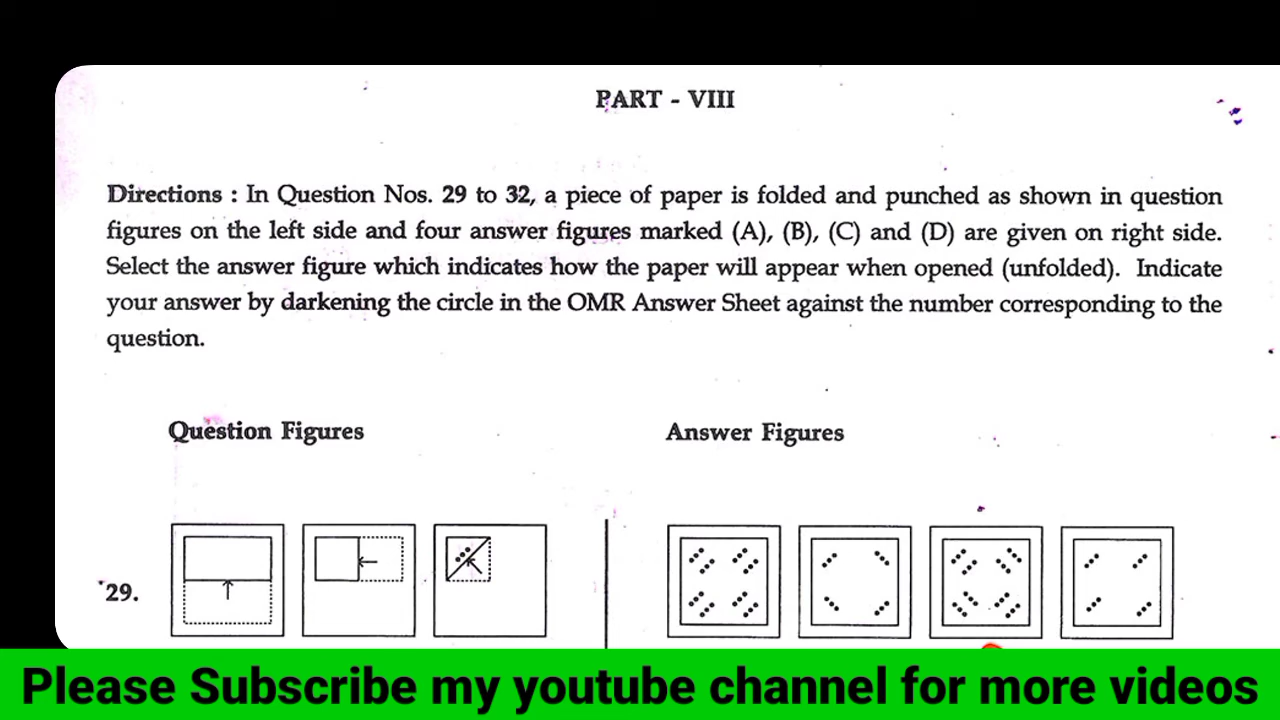 PART - VIII
Directions : In Question Nos. 29 to 32, a piece of paper is folded and punched as shown in question
figures on the left side and four answer figures marked (A), (B), (C) and (D) are given on right side.
Select the answer figure which indicates how the paper will appear when opened (unfolded). Indicate
your answer by darkening the circle in the OMR Answer Sheet against the number corresponding to the
question.
Question Figures
Answer Figures
29.
Please Subscribe my youtube channel for more videos